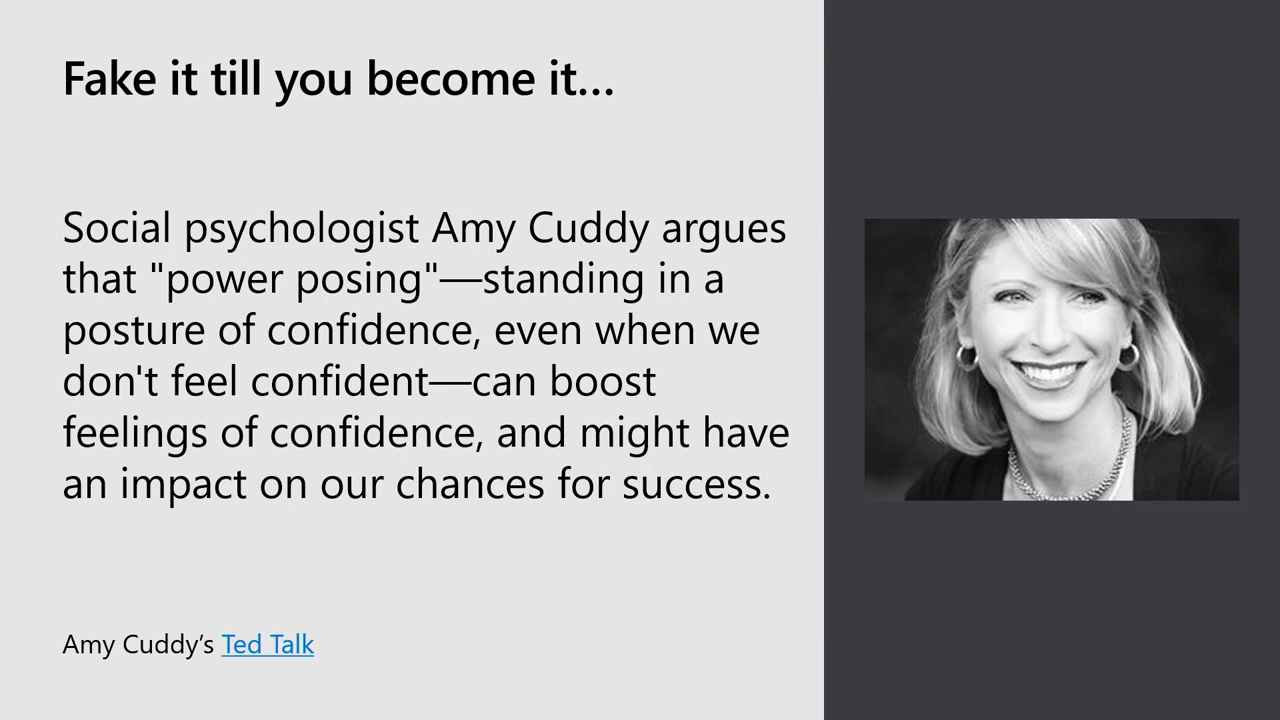 Fake it till you become it…
Social psychologist Amy Cuddy argues
that "power posing"—standing in a
posture of confidence, even when we
don't feel confident—can boost
feelings of confidence, and might have
an impact on our chances for success.
Amy Cuddy’s Ted Talk